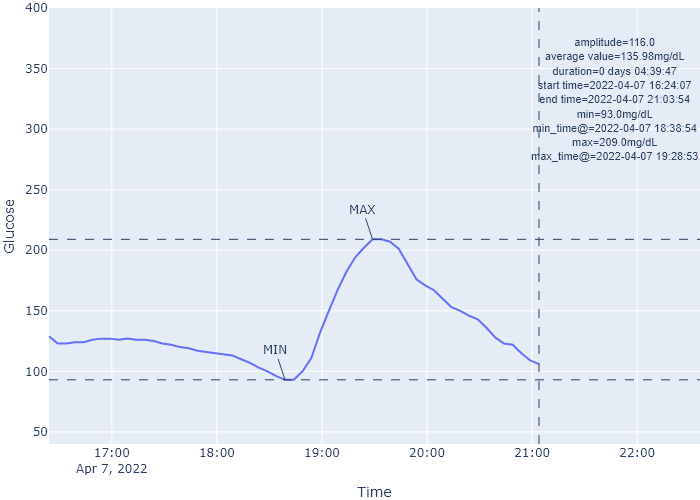 400
350
300
250
200
150
100
50
Glucose
amplitude=116.0
average value=135.98mg/dL
duration=0 days 04:39:47
start time=2022-04-07 16:24:07
end time=2022-04-07 21:03:54
min=93.0mg/dL
min_time@=2022-04-07 18:38:54
max=209.0mg/dL
max_time@=2022-04-07 19:28:53
MAX
MIN
17:00 18:00 19:00 20:00 21:00 22:00
Apr 7, 2022
Time